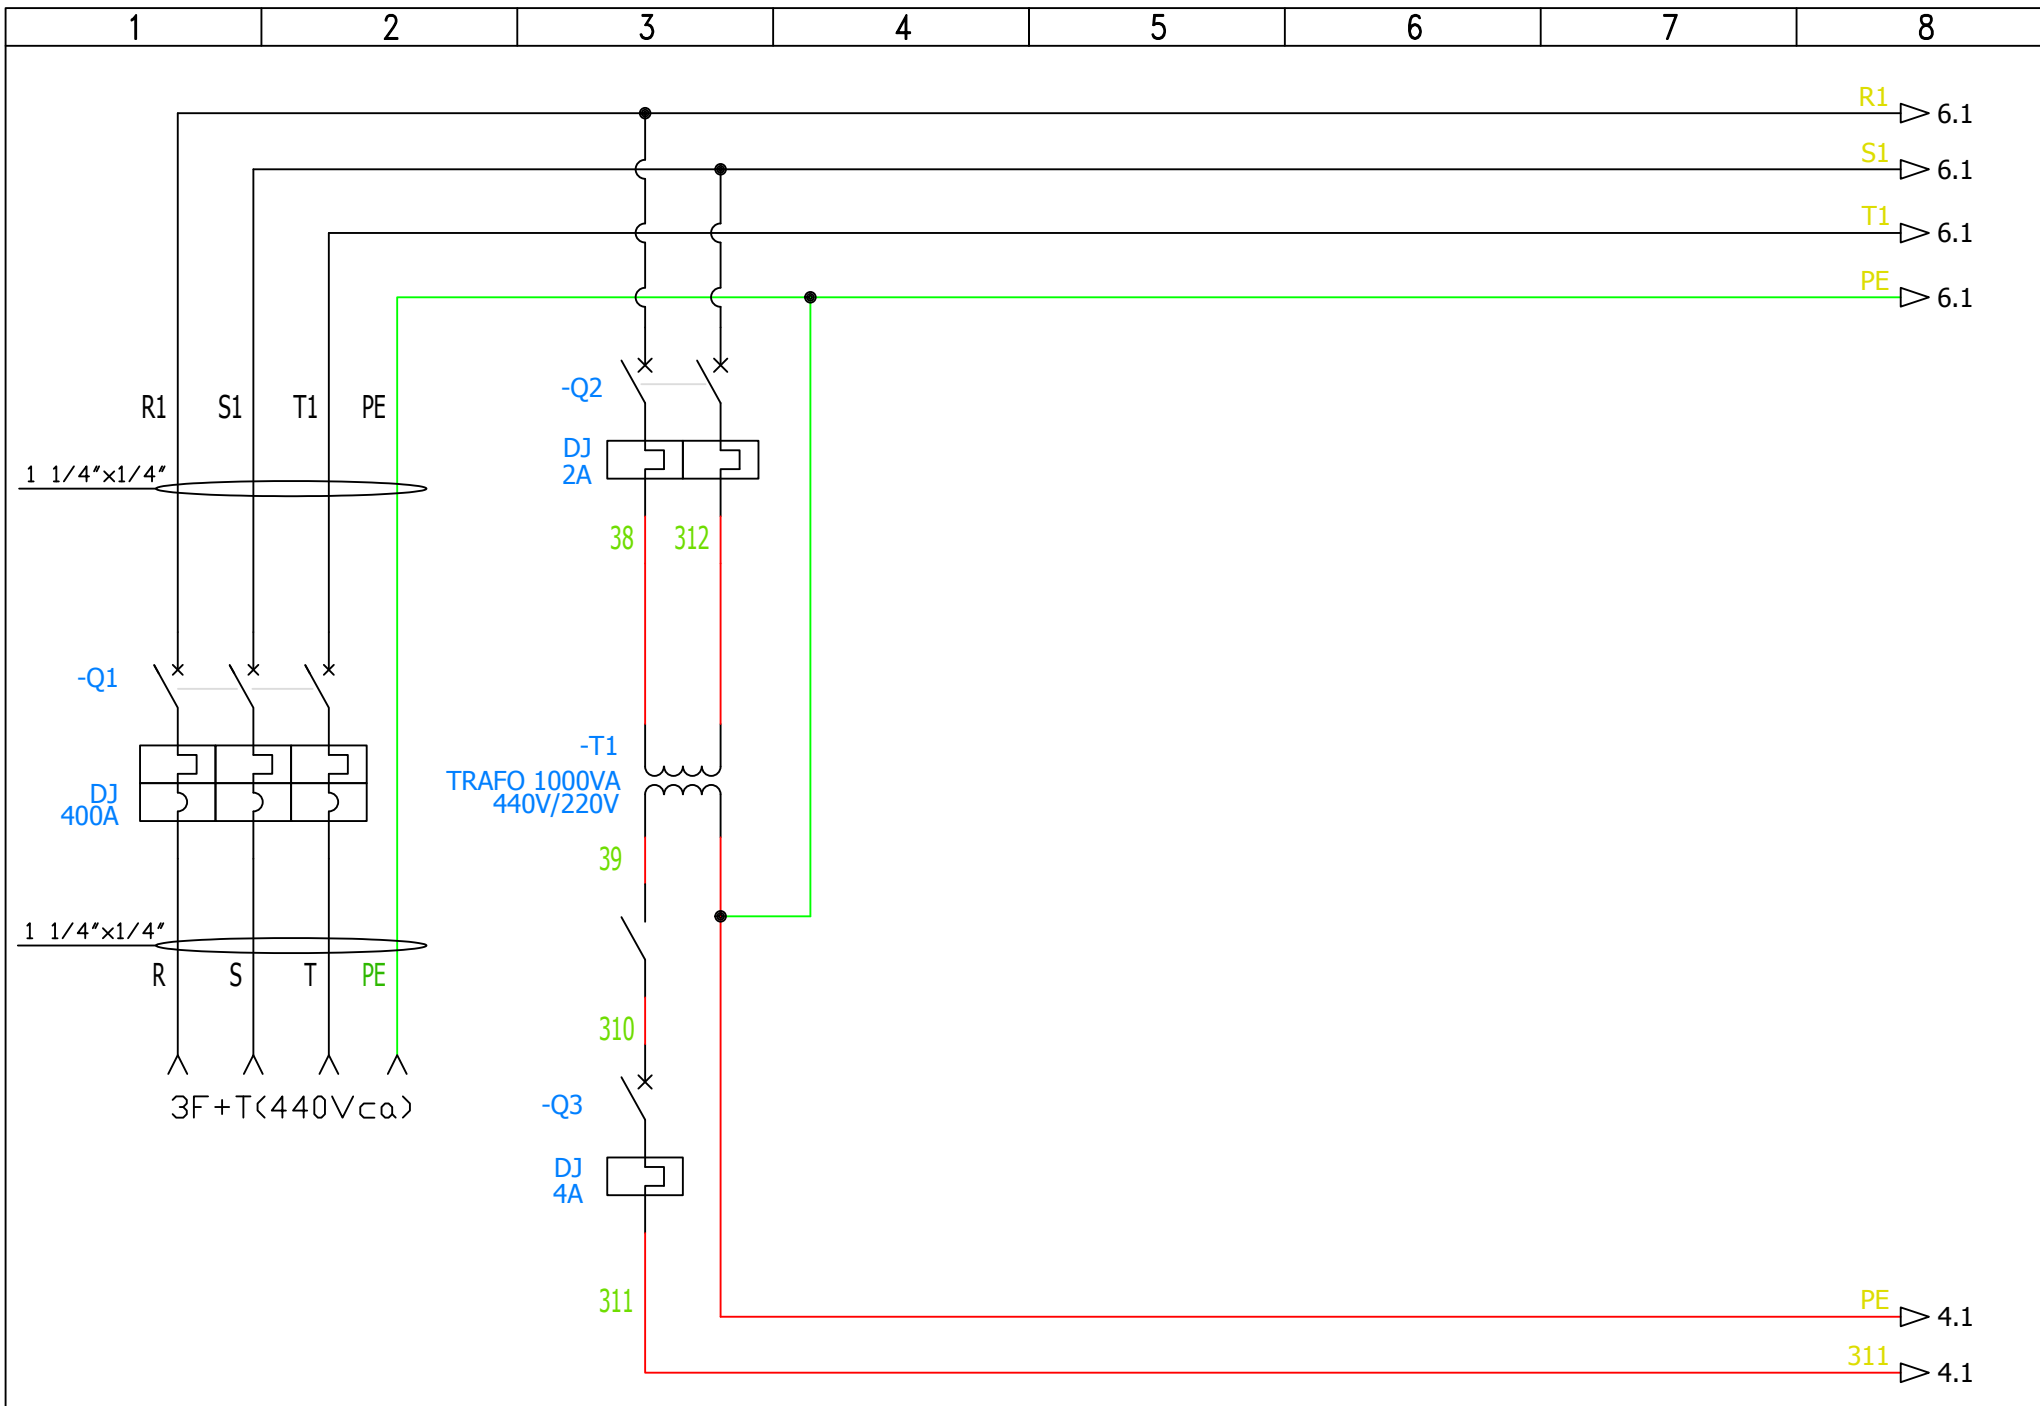 1 2 3 4 5 6 7 8
R1 6.1
S1 6.1
T1 6.1
PE 6.1
-Q2
R1 S1 T1 PE
DJ
2A
1 1/4"x1/4"
38 312
-Q1
-T1
TRAFO 1000VA
440V/220V
DJ
400A
39
1 1/4"x1/4"
R S T PE
310
3F+T(440Vca)
-Q3
DJ
4A
311
PE 4.1
311 4.1